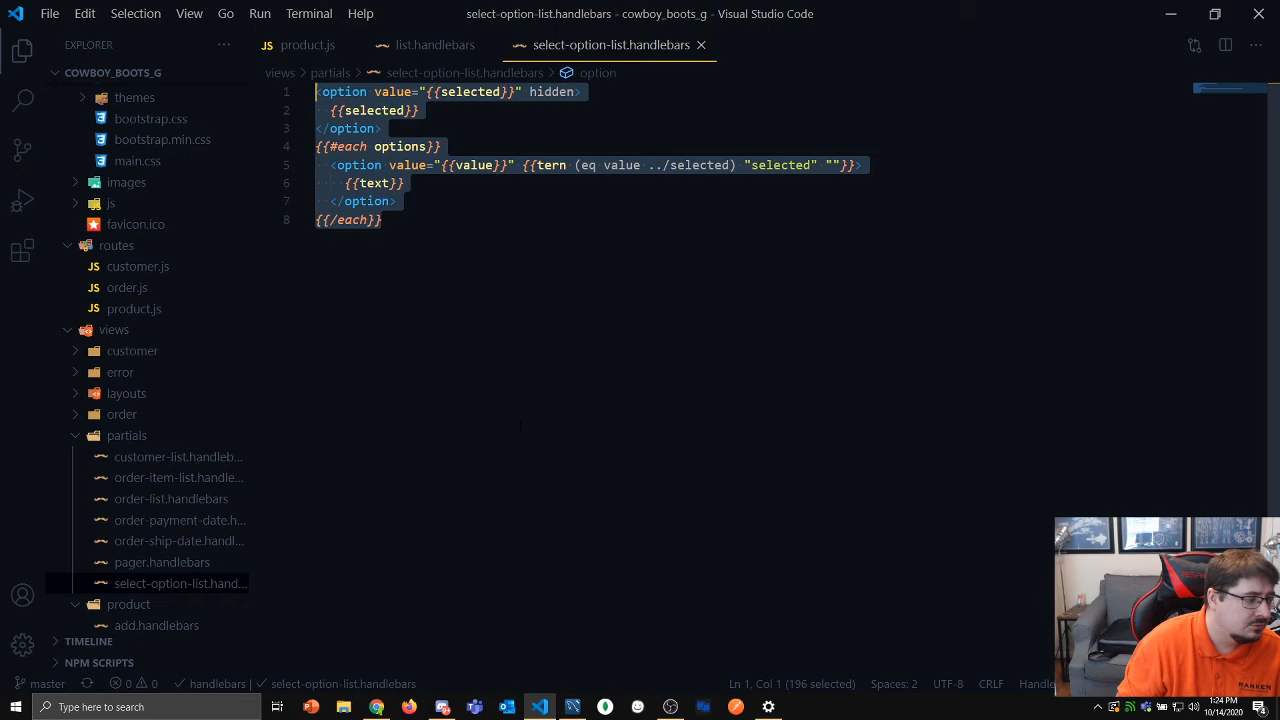 File Edit Selection View Go Run Terminal Help
select-option-list.handlebars - cowboy_boots_g - Visual Studio Code
EXPLORER
product.js
list.handlebars
select-option-list.handlebars
COWBOY_BOOTS_G
views > partials > select-option-list.handlebars > option
themes
bootstrap.css
bootstrap.min.css
main.css
images
js
favicon.ico
routes
JS customer.js
JS order.js
JS product.js
views
customer
error
layouts
order
partials
customer-list.handleb...
order-item-list.handle...
order-list.handlebars
order-payment-date.h...
order-ship-date.handl...
pager.handlebars
select-option-list.hand...
product
add.handlebars
TIMELINE
NPM SCRIPTS
1 <option value="{{selected}}" hidden>
2 {{selected}}
3 </option>
4 {{#each options}}
5 <option value="{{value}}" {{tern (eq value ../selected) "selected" ""}}>
6 {{text}}
7 </option>
8 {{/each}}
master 0 0 handlebars select-option-list.handlebars
Ln 1, Col 1 (196 selected) Spaces: 2 UTF-8 CRLF Handle
Type here to search
1:24 PM
10/14/2020